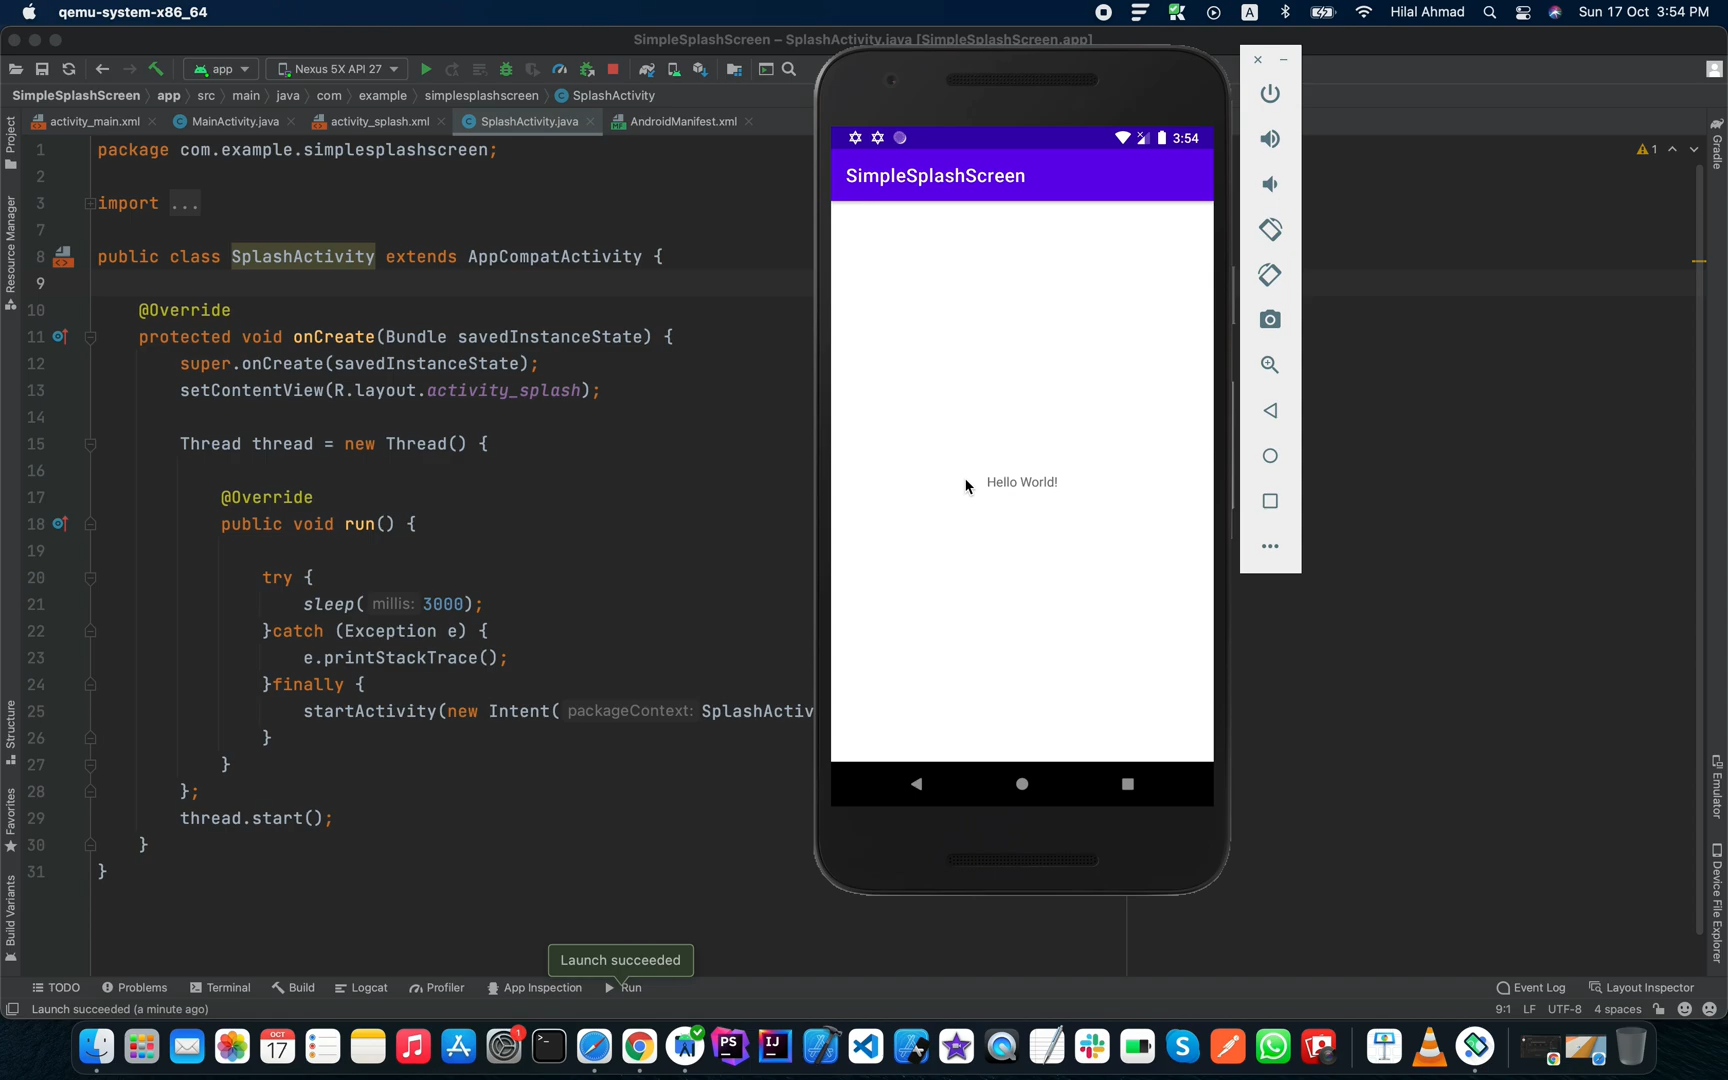 qemu-system-x86_64
A
Hilal Ahmad
Sun 17 Oct 3:54 PM
SimpleSplashScreen – SplashActivity.java [SimpleSplashScreen.app]
app
Nexus 5X API 27
SimpleSplashScreen
app
src
main
java
com
example
simplesplashscreen
SplashActivity
activity_main.xml
MainActivity.java
activity_splash.xml
SplashActivity.java
AndroidManifest.xml
Project
Resource Manager
Structure
Favorites
Build Variants
1 package com.example.simplesplashscreen;
2
3 import ...
7
8 public class SplashActivity extends AppCompatActivity {
9
10 @Override
11 protected void onCreate(Bundle savedInstanceState) {
12 super.onCreate(savedInstanceState);
13 setContentView(R.layout.activity_splash);
14
15 Thread thread = new Thread() {
16
17 @Override
18 public void run() {
19
20 try {
21 sleep( millis: 3000);
22 }catch (Exception e) {
23 e.printStackTrace();
24 }finally {
25 startActivity(new Intent( packageContext: SplashActiv
26 }
27 }
28 };
29 thread.start();
30 }
31 }
3:54
SimpleSplashScreen
Hello World!
1
Gradle
Emulator
Device File Explorer
Launch succeeded
TODO
Problems
Terminal
Build
Logcat
Profiler
App Inspection
Run
Event Log
Layout Inspector
Launch succeeded (a minute ago)
9:1
LF
UTF-8
4 spaces
OCT
17
1
PS
IJ